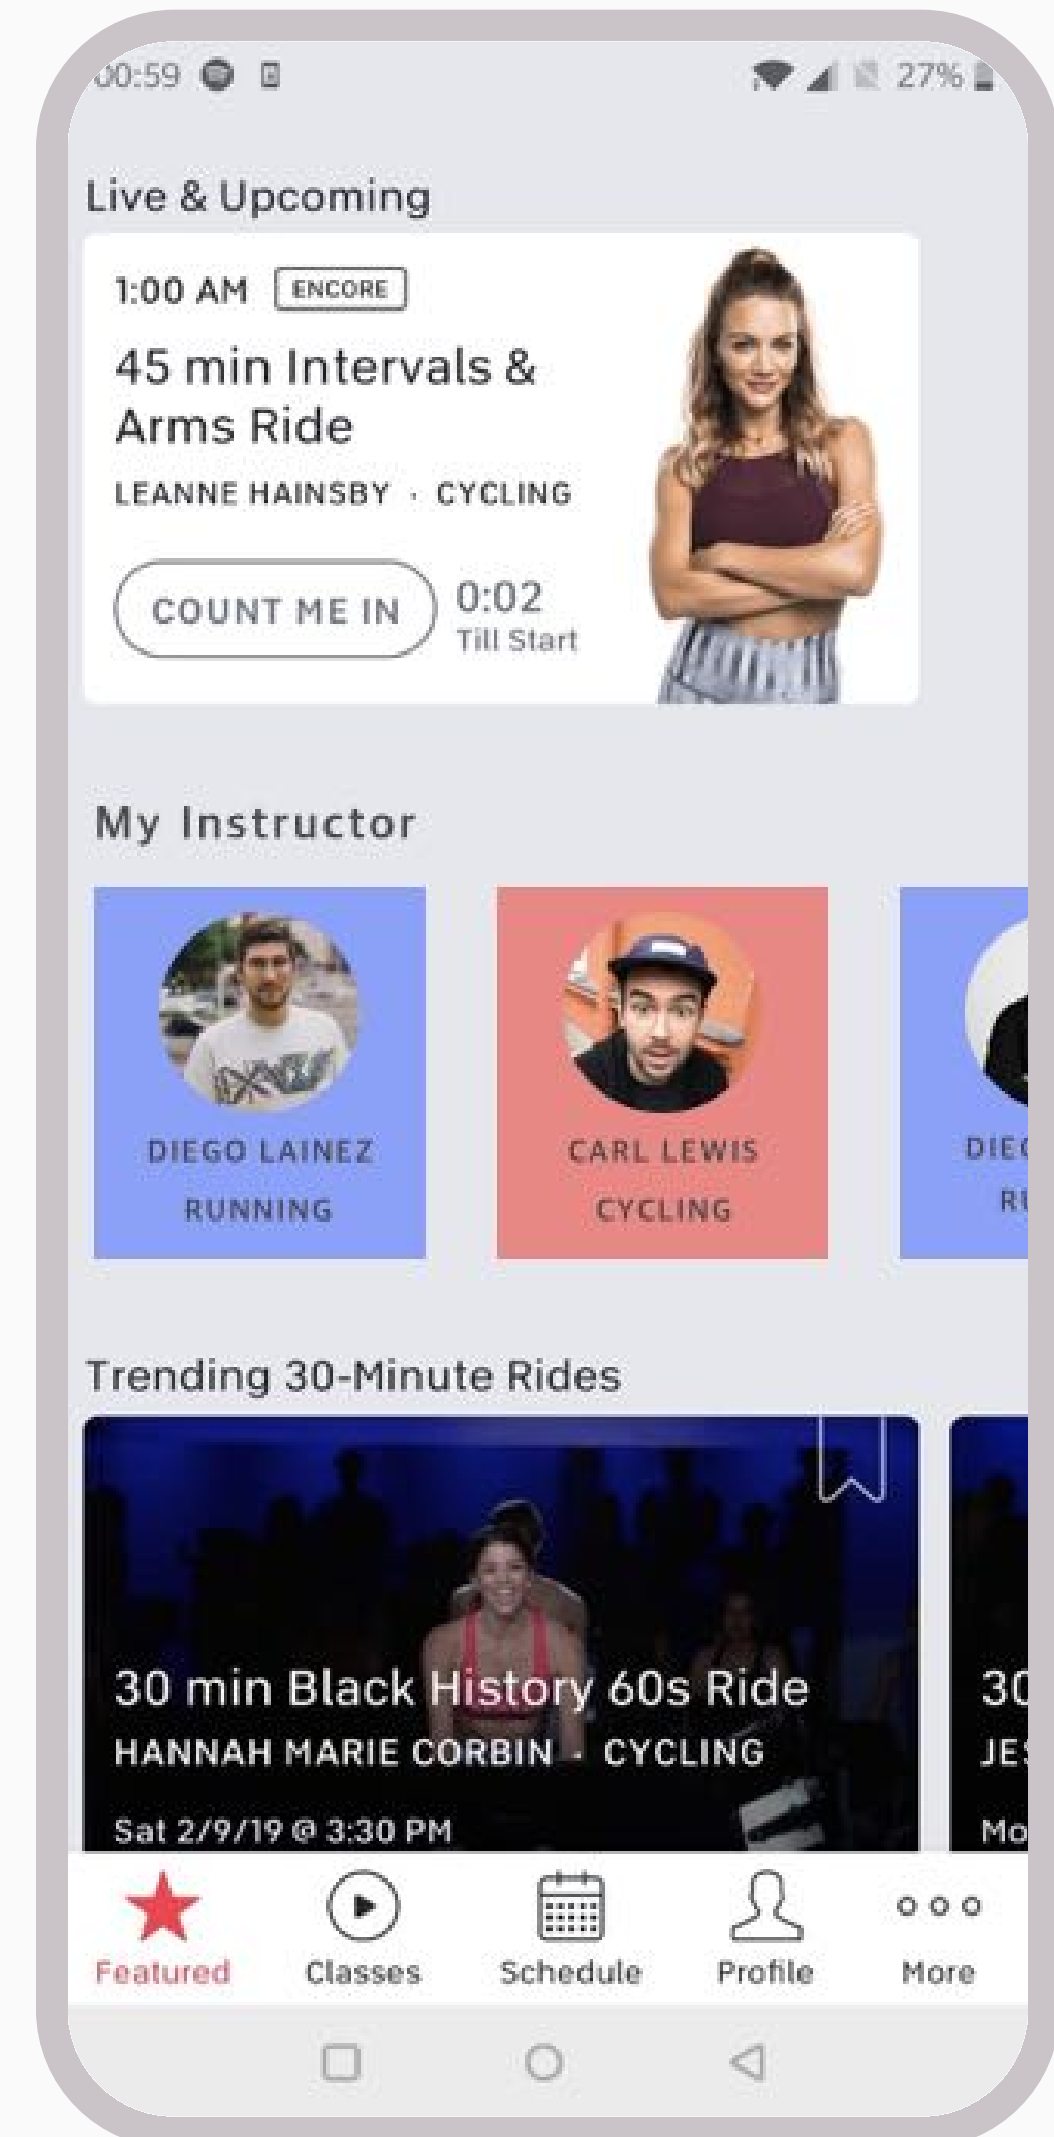 00:59
27%
Live & Upcoming
1:00 AM ENCORE
45 min Intervals &
Arms Ride
LEANNE HAINSBY · CYCLING
COUNT ME IN
0:02
Till Start
My Instructor
DIEGO LAINEZ
RUNNING
CARL LEWIS
CYCLING
Trending 30-Minute Rides
30 min Black History 60s Ride
HANNAH MARIE CORBIN · CYCLING
Sat 2/9/19 @ 3:30 PM
30
Featured
Classes
Schedule
Profile
More